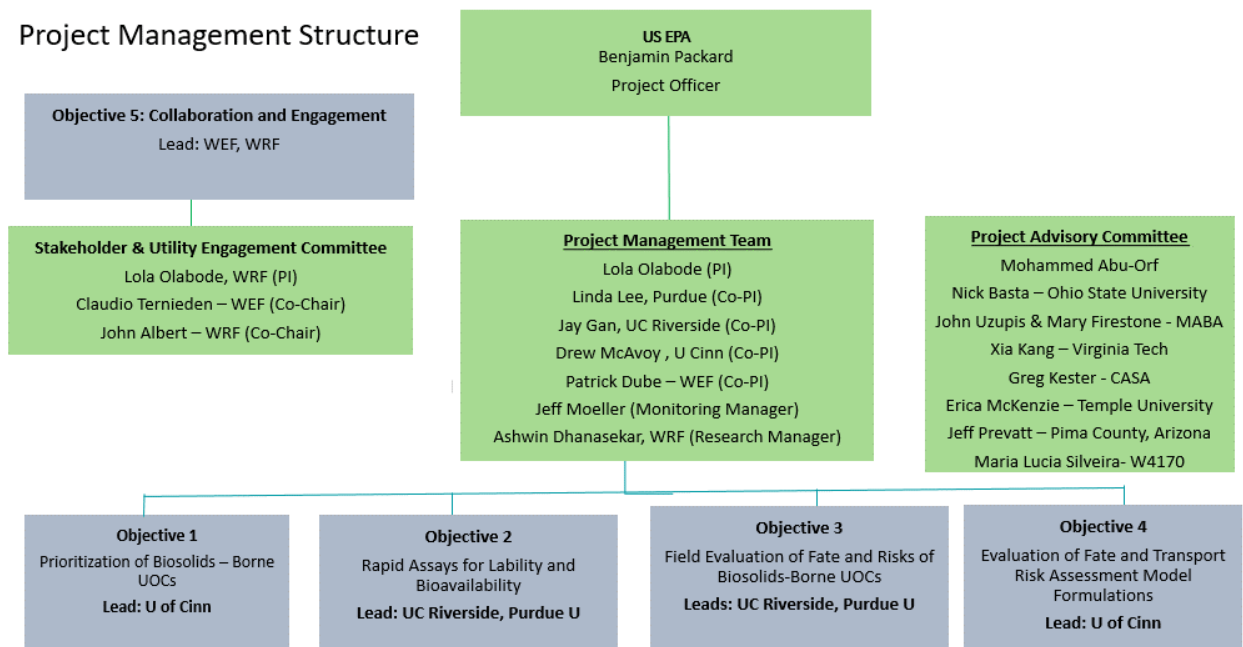 Project Management Structure
US EPA
Benjamin Packard
Project Officer
Objective 5: Collaboration and Engagement
Lead: WEF, WRF
Stakeholder & Utility Engagement Committee
Lola Olabode, WRF (PI)
Claudio Ternieden – WEF (Co-Chair)
John Albert – WRF (Co-Chair)
Project Management Team
Lola Olabode (PI)
Linda Lee, Purdue (Co-PI)
Jay Gan, UC Riverside (Co-PI)
Drew McAvoy , U Cinn (Co-PI)
Patrick Dube – WEF (Co-PI)
Jeff Moeller (Monitoring Manager)
Ashwin Dhanasekar, WRF (Research Manager)
Project Advisory Committee
Mohammed Abu-Orf
Nick Basta – Ohio State University
John Uzupis & Mary Firestone - MABA
Xia Kang – Virginia Tech
Greg Kester - CASA
Erica McKenzie – Temple University
Jeff Prevatt – Pima County, Arizona
Maria Lucia Silveira- W4170
Objective 1
Prioritization of Biosolids – Borne
UOCs
Lead: U of Cinn
Objective 2
Rapid Assays for Lability and
Bioavailability
Lead: UC Riverside, Purdue U
Objective 3
Field Evaluation of Fate and Risks of
Biosolids-Borne UOCs
Leads: UC Riverside, Purdue U
Objective 4
Evaluation of Fate and Transport
Risk Assessment Model
Formulations
Lead: U of Cinn